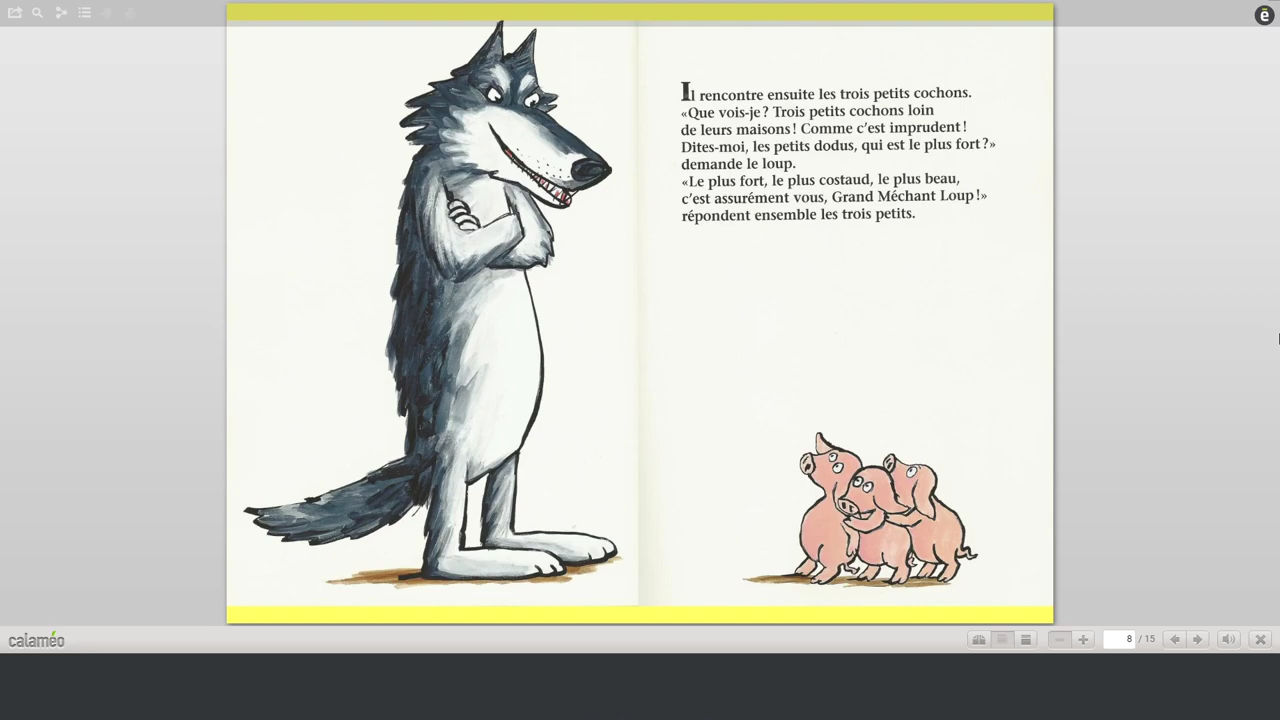 Il rencontre ensuite les trois petits cochons.
«Que vois-je ? Trois petits cochons loin
de leurs maisons ! Comme c'est imprudent !
Dites-moi, les petits dodus, qui est le plus fort ?»
demande le loup.
«Le plus fort, le plus costaud, le plus beau,
c'est assurément vous, Grand Méchant Loup !»
répondent ensemble les trois petits.
calaméo
8 / 15
ē